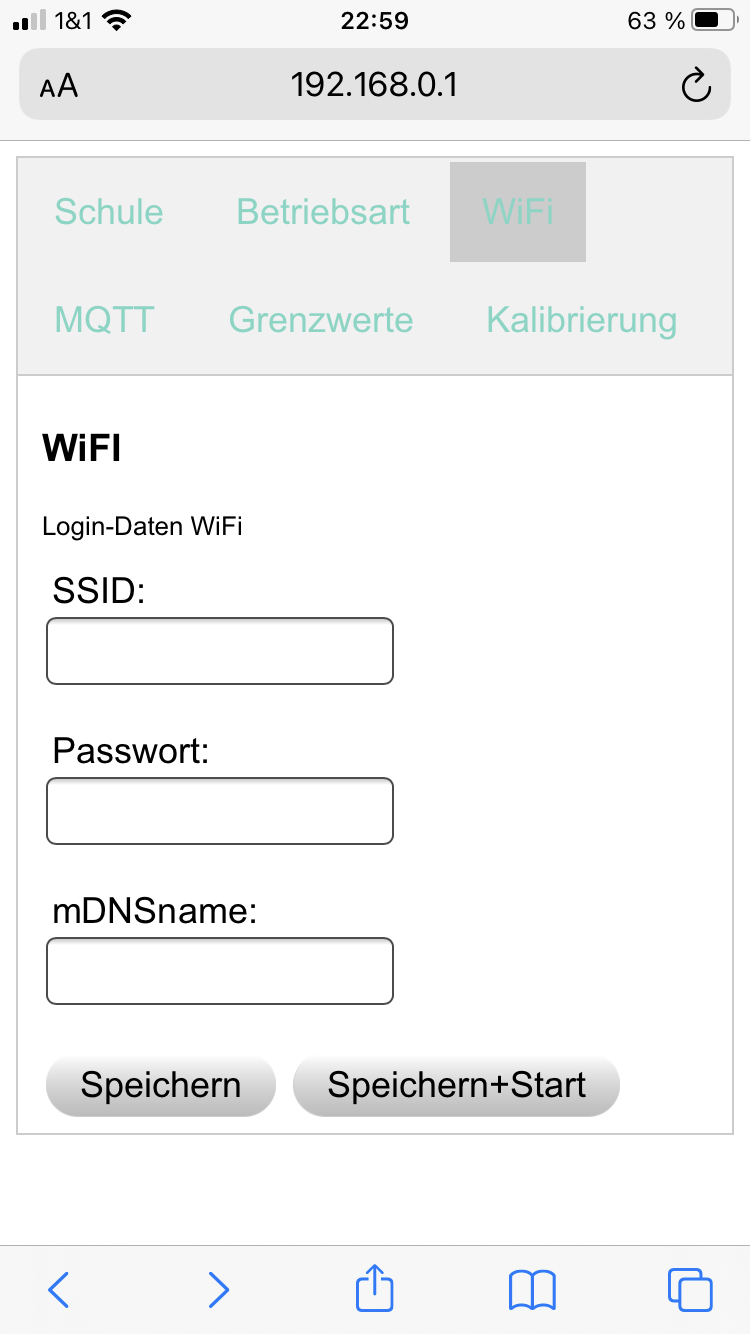 1&1 22:59 63 %
AA 192.168.0.1
Schule Betriebsart WiFi
MQTT Grenzwerte Kalibrierung
WiFI
Login-Daten WiFi
SSID:
Passwort:
mDNSname:
Speichern Speichern+Start